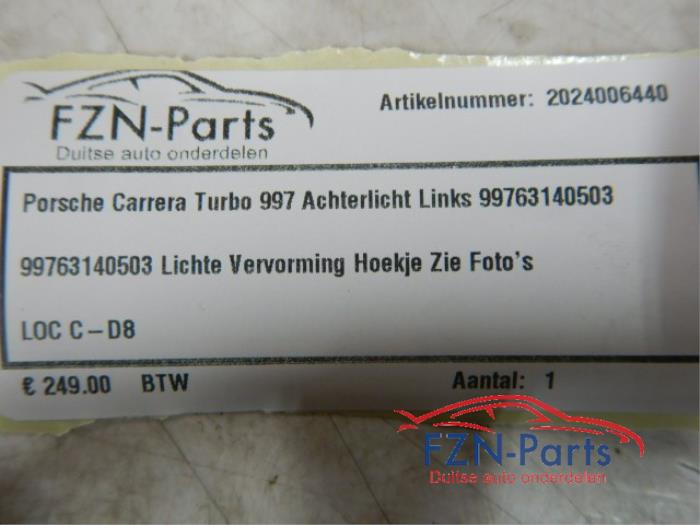 FZN-Parts
Duitse auto onderdelen
Artikelnummer: 2024006440
Porsche Carrera Turbo 997 Achterlicht Links 99763140503
99763140503 Lichte Vervorming Hoekje Zie Foto's
LOC C-D8
€ 249.00 BTW Aantal: 1
FZN-Parts
Duitse auto onderdelen